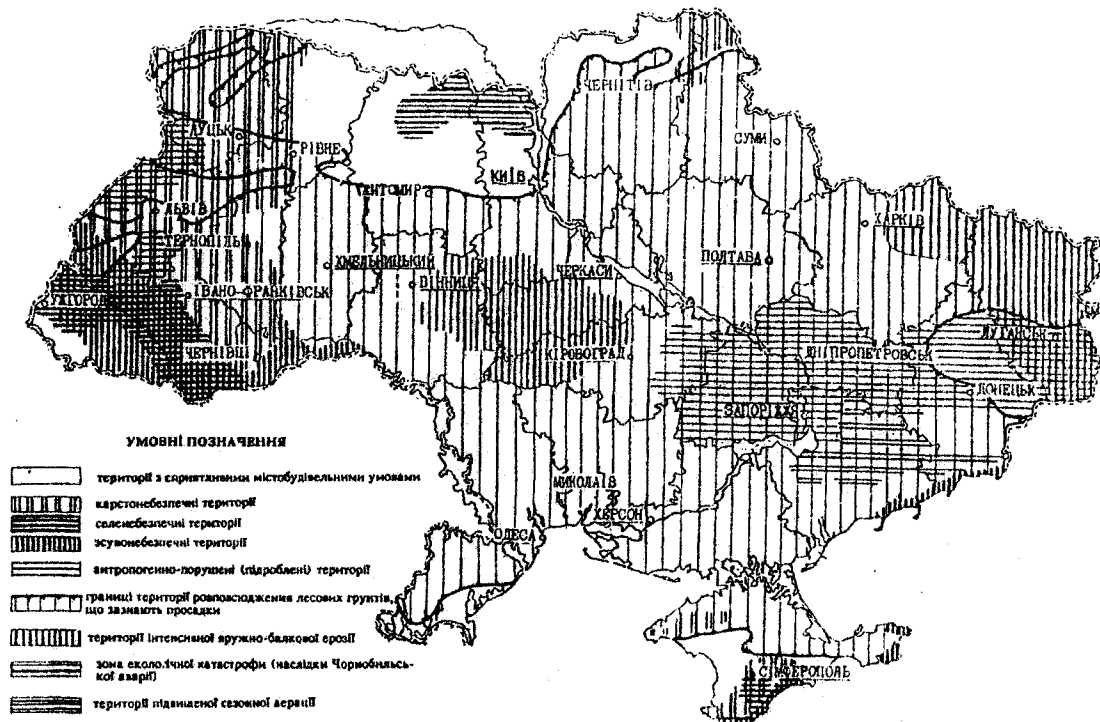 ЧЕРНІГІВ
ЛУЦЬК
РІВНЕ
СУМИ
КИЇВ
ЖИТОМИР
ЛЬВІВ
ХАРКІВ
ТЕРНОПІЛЬ
ПОЛТАВА
ХМЕЛЬНИЦЬКИЙ
ЧЕРКАСИ
ВІННИЦЯ
УЖГОРОД
ІВАНО-ФРАНКІВСЬК
ЛУГАНСЬК
ЧЕРНІВЦІ
КІРОВОГРАД
ДНІПРОПЕТРОВСЬК
ДОНЕЦЬК
ЗАПОРІЖЖЯ
УМОВНІ ПОЗНАЧЕННЯ
території з сприятливими містобудівельними умовами
карстонебезпечні території
селенебезпечні території
зсувонебезпечні території
антропогенно-порушені (підроблені) території
границі території розповсюдження лесових грунтів,
що зазнають просадки
території інтенсивної яружно-балкової ерозії
зона екологічної катастрофи (наслідки Чорнобильсь-
кої аварії)
території підвищеної сезонної аерації
МИКОЛАЇВ
ХЕРСОН
ОДЕСА
СІМФЕРОПОЛЬ